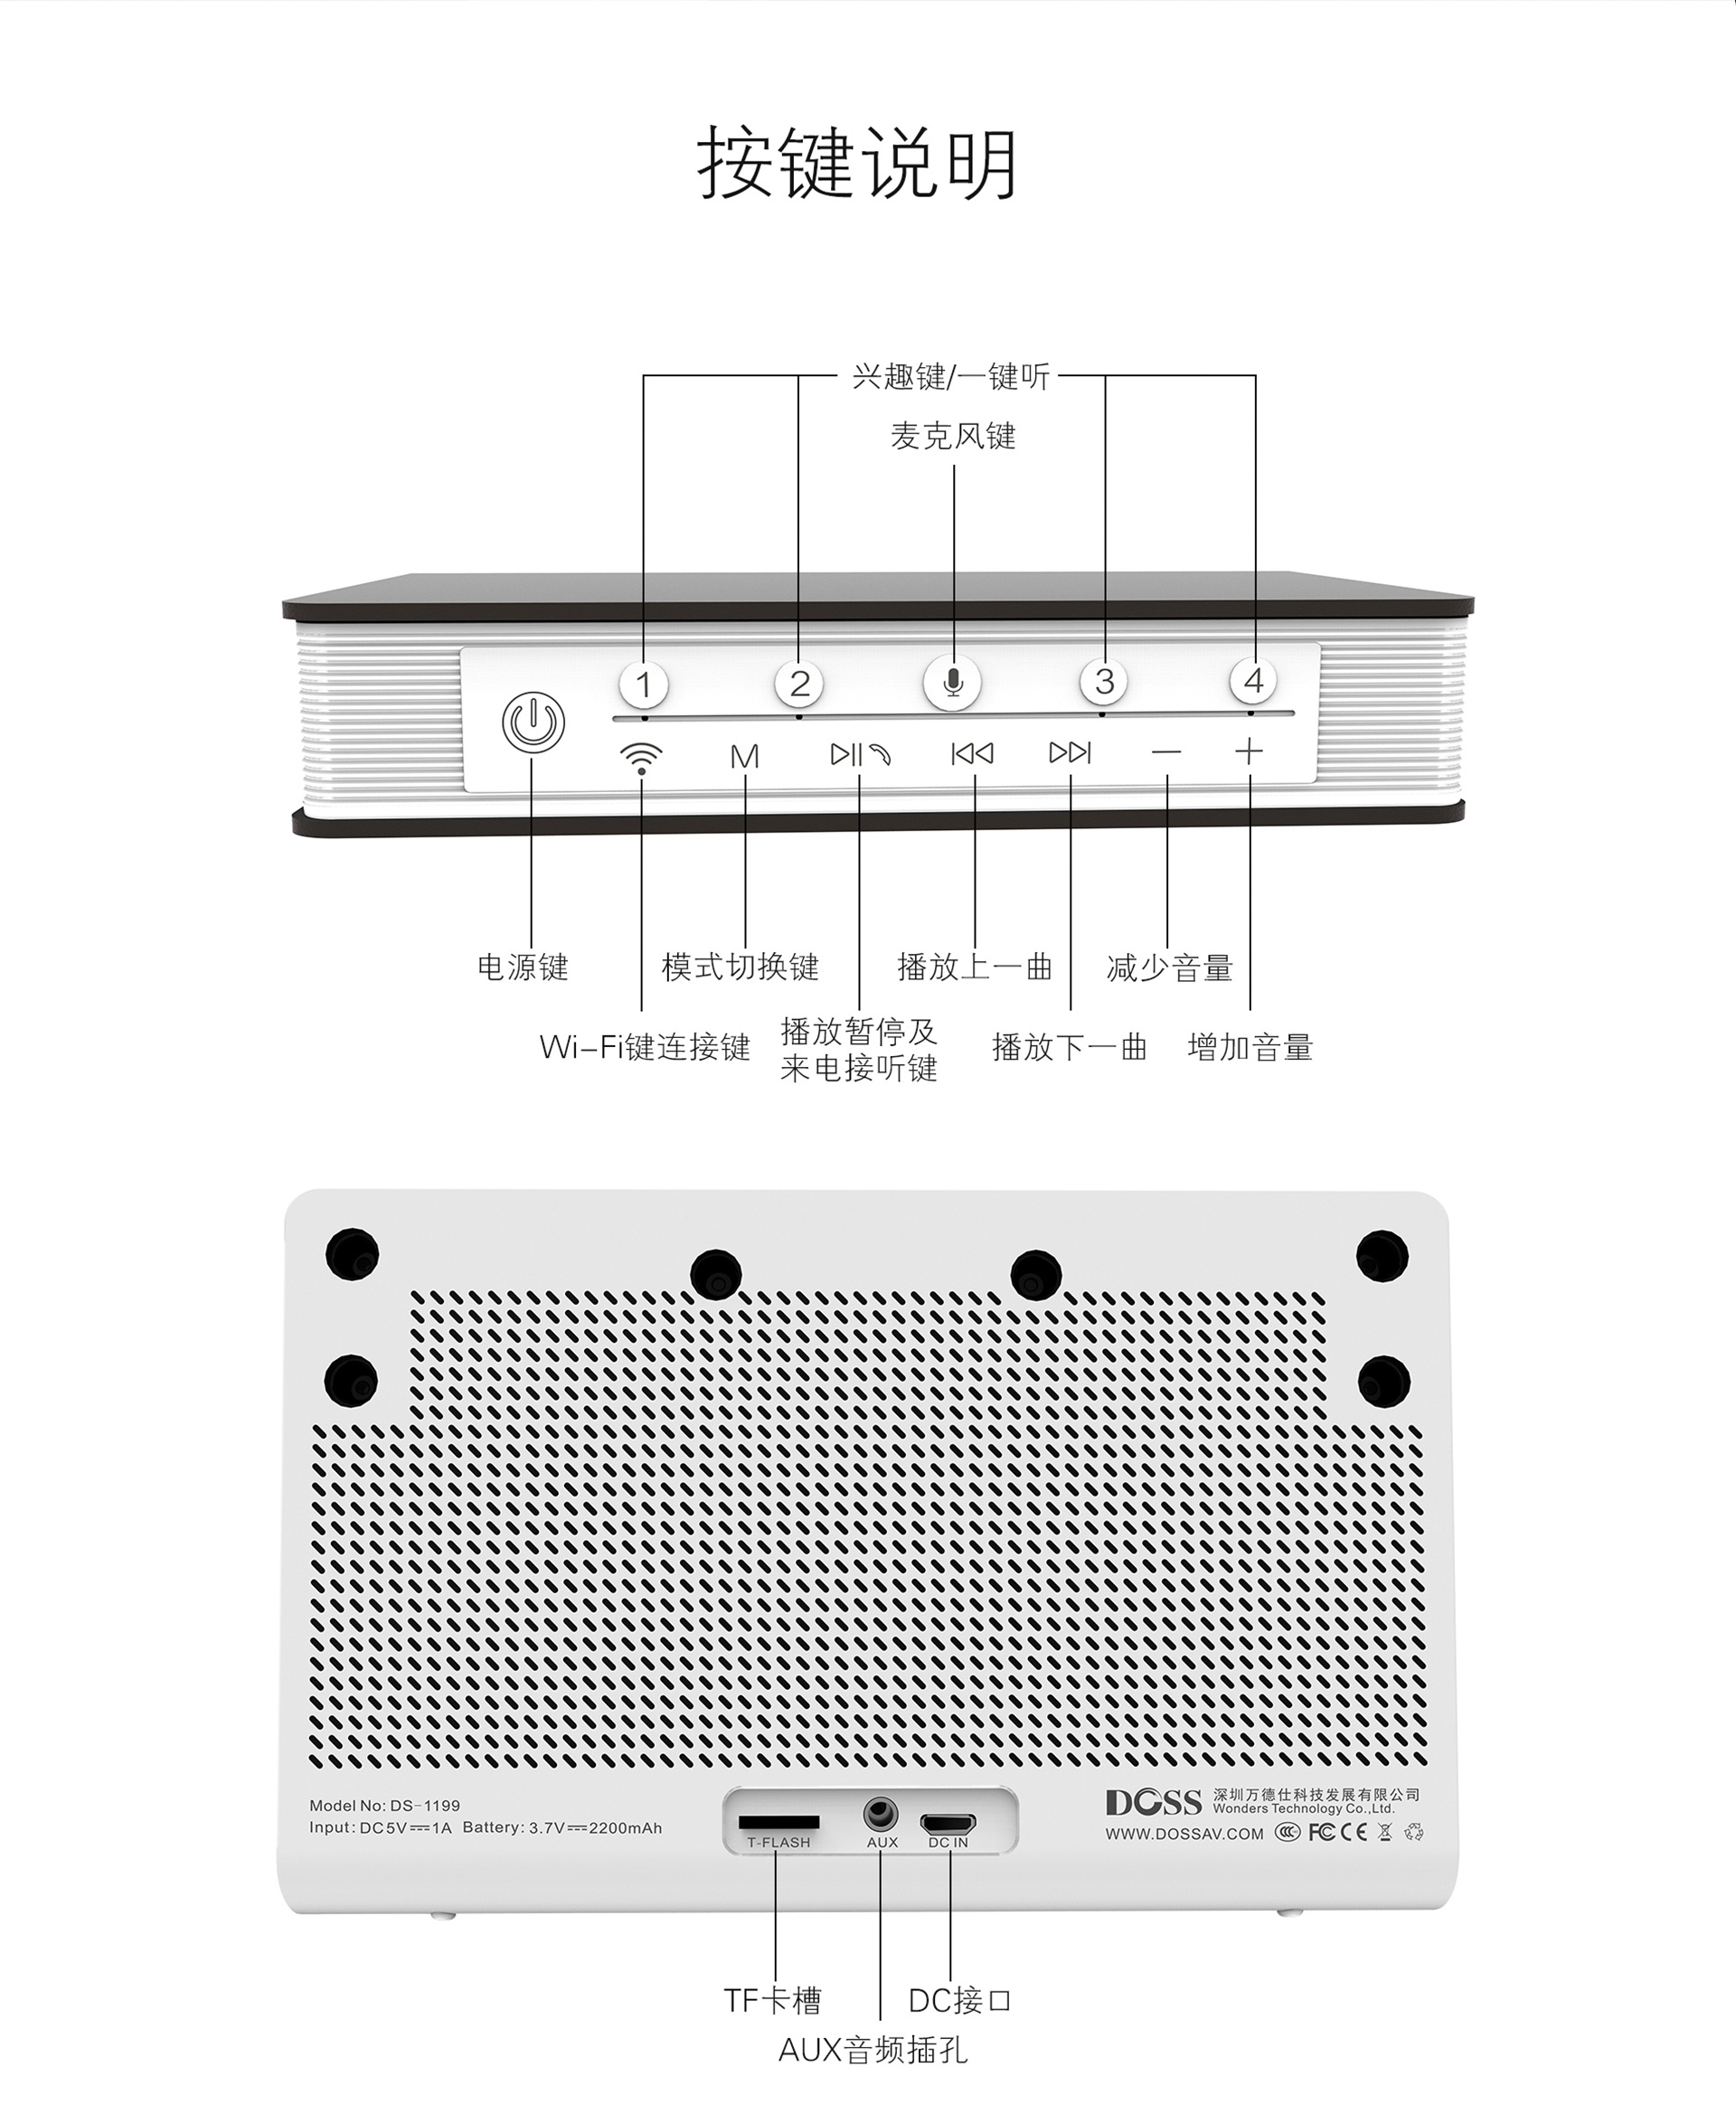 按键说明
兴趣键/一键听
麦克风键
1 2 3 4
M
电源键 模式切换键 播放上一曲 减少音量
Wi-Fi键连接键 播放暂停及 播放下一曲 增加音量
来电接听键
Model No: DS-1199
Input: DC5V⎓1A Battery: 3.7V⎓2200mAh
T-FLASH AUX DC IN
DOSS 深圳万德仕科技发展有限公司
Wonders Technology Co.,Ltd.
WWW.DOSSAV.COM CCC FC CE
TF卡槽 DC接口
AUX音频插孔